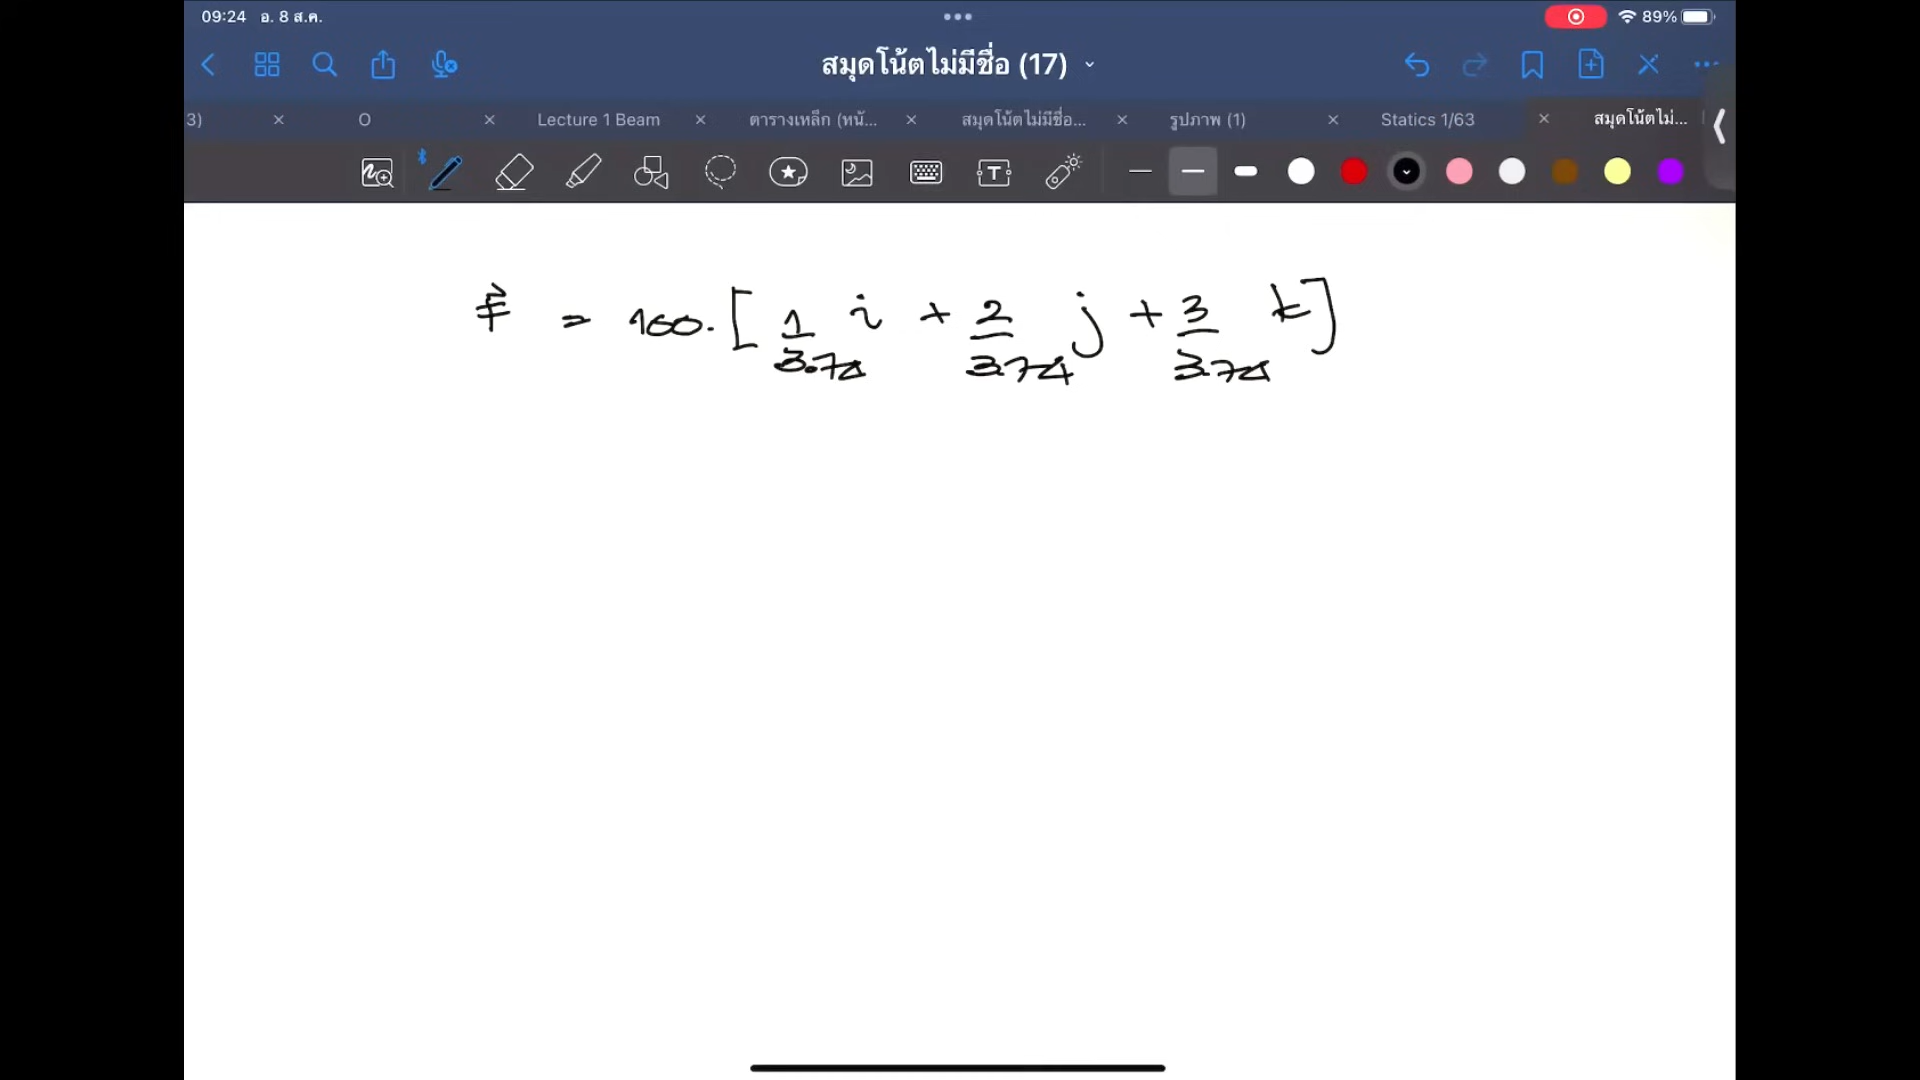 09:24 อ. 8 ส.ค. 89%
สมุดโน้ตไม่มีชื่อ (17)
3) O Lecture 1 Beam ตารางเหล็ก (หนั... สมุดโน้ตไม่มีชื่อ... รูปภาพ (1) Statics 1/63 สมุดโน้ตไม่...
F⃗ = 100. [ 1/3.74 i + 2/3.74 j + 3/3.74 k ]